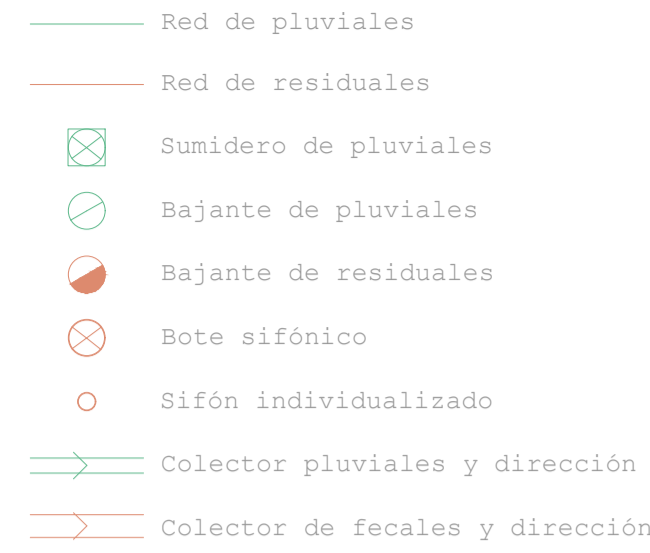 Red de pluviales
Red de residuales
Sumidero de pluviales
Bajante de pluviales
Bajante de residuales
Bote sifónico
Sifón individualizado
Colector pluviales y dirección
Colector de fecales y dirección